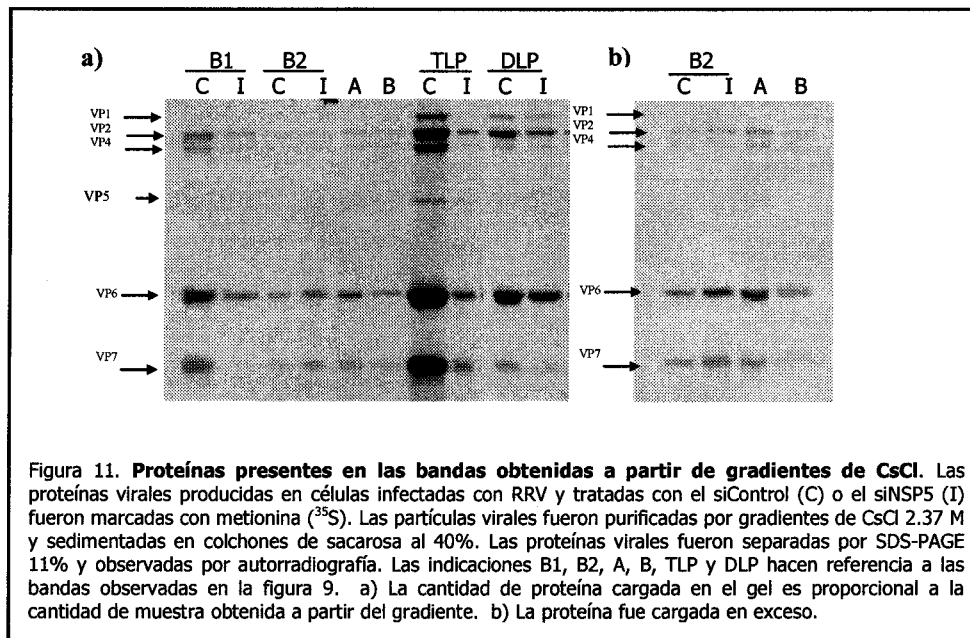 a) B1 B2 TLP DLP b) B2
C I C I A B C I C I C I A B
VP1 VP1
VP2 VP2
VP4 VP4
VP5
VP6 VP6
VP7 VP7
Figura 11. Proteínas presentes en las bandas obtenidas a partir de gradientes de CsCl. Las
proteínas virales producidas en células infectadas con RRV y tratadas con el siControl (C) o el siNSP5 (I)
fueron marcadas con metionina (³⁵S). Las partículas virales fueron purificadas por gradientes de CsCl 2.37 M
y sedimentadas en colchones de sacarosa al 40%. Las proteínas virales fueron separadas por SDS-PAGE
11% y observadas por autorradiografía. Las indicaciones B1, B2, A, B, TLP y DLP hacen referencia a las
bandas observadas en la figura 9. a) La cantidad de proteína cargada en el gel es proporcional a la
cantidad de muestra obtenida a partir del gradiente. b) La proteína fue cargada en exceso.